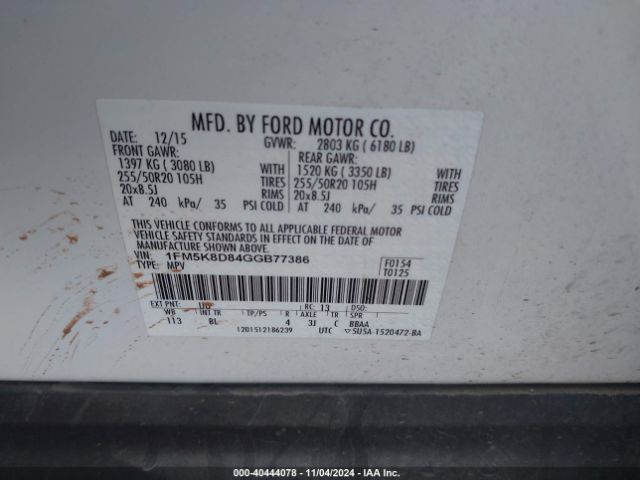 MFD. BY FORD MOTOR CO.
DATE: 12/15 GVWR: 2803 KG ( 6180 LB)
FRONT GAWR: REAR GAWR:
1397 KG ( 3080 LB) WITH 1520 KG ( 3350 LB) WITH
255/50R20 105H TIRES 255/50R20 105H TIRES
20x8.5J RIMS 20x8.5J RIMS
AT 240 kPa/ 35 PSI COLD AT 240 kPa/ 35 PSI COLD
THIS VEHICLE CONFORMS TO ALL APPLICABLE FEDERAL MOTOR
VEHICLE SAFETY STANDARDS IN EFFECT ON THE DATE OF
MANUFACTURE SHOWN ABOVE.
VIN: 1FM5K8D84GGB77386 F0154
TYPE: MPV T0125
EXT PNT: UG RC: 13 DSO:
WB INT TR TP/PS R AXLE TR SPR
113 BL 4 3J C BBAA
1201512186239 UTC 5U5A-1520472-BA
000-40444078 - 11/04/2024 - IAA Inc.